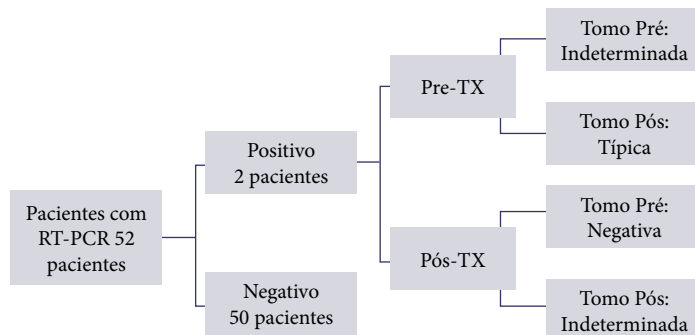 Pacientes com
RT-PCR 52
pacientes
Positivo
2 pacientes
Negativo
50 pacientes
Pre-TX
Pós-TX
Tomo Pré:
Indeterminada
Tomo Pós:
Típica
Tomo Pré:
Negativa
Tomo Pós:
Indeterminada